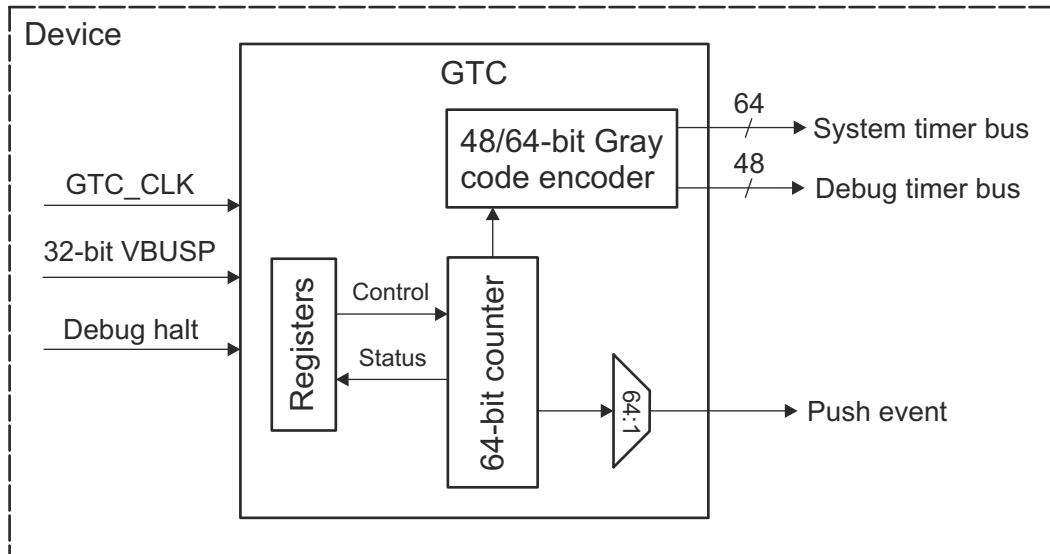 Device
GTC
48/64-bit Gray
code encoder
64
System timer bus
48
Debug timer bus
GTC_CLK
32-bit VBUSP
Debug halt
Registers
Control
Status
64-bit counter
64:1
Push event